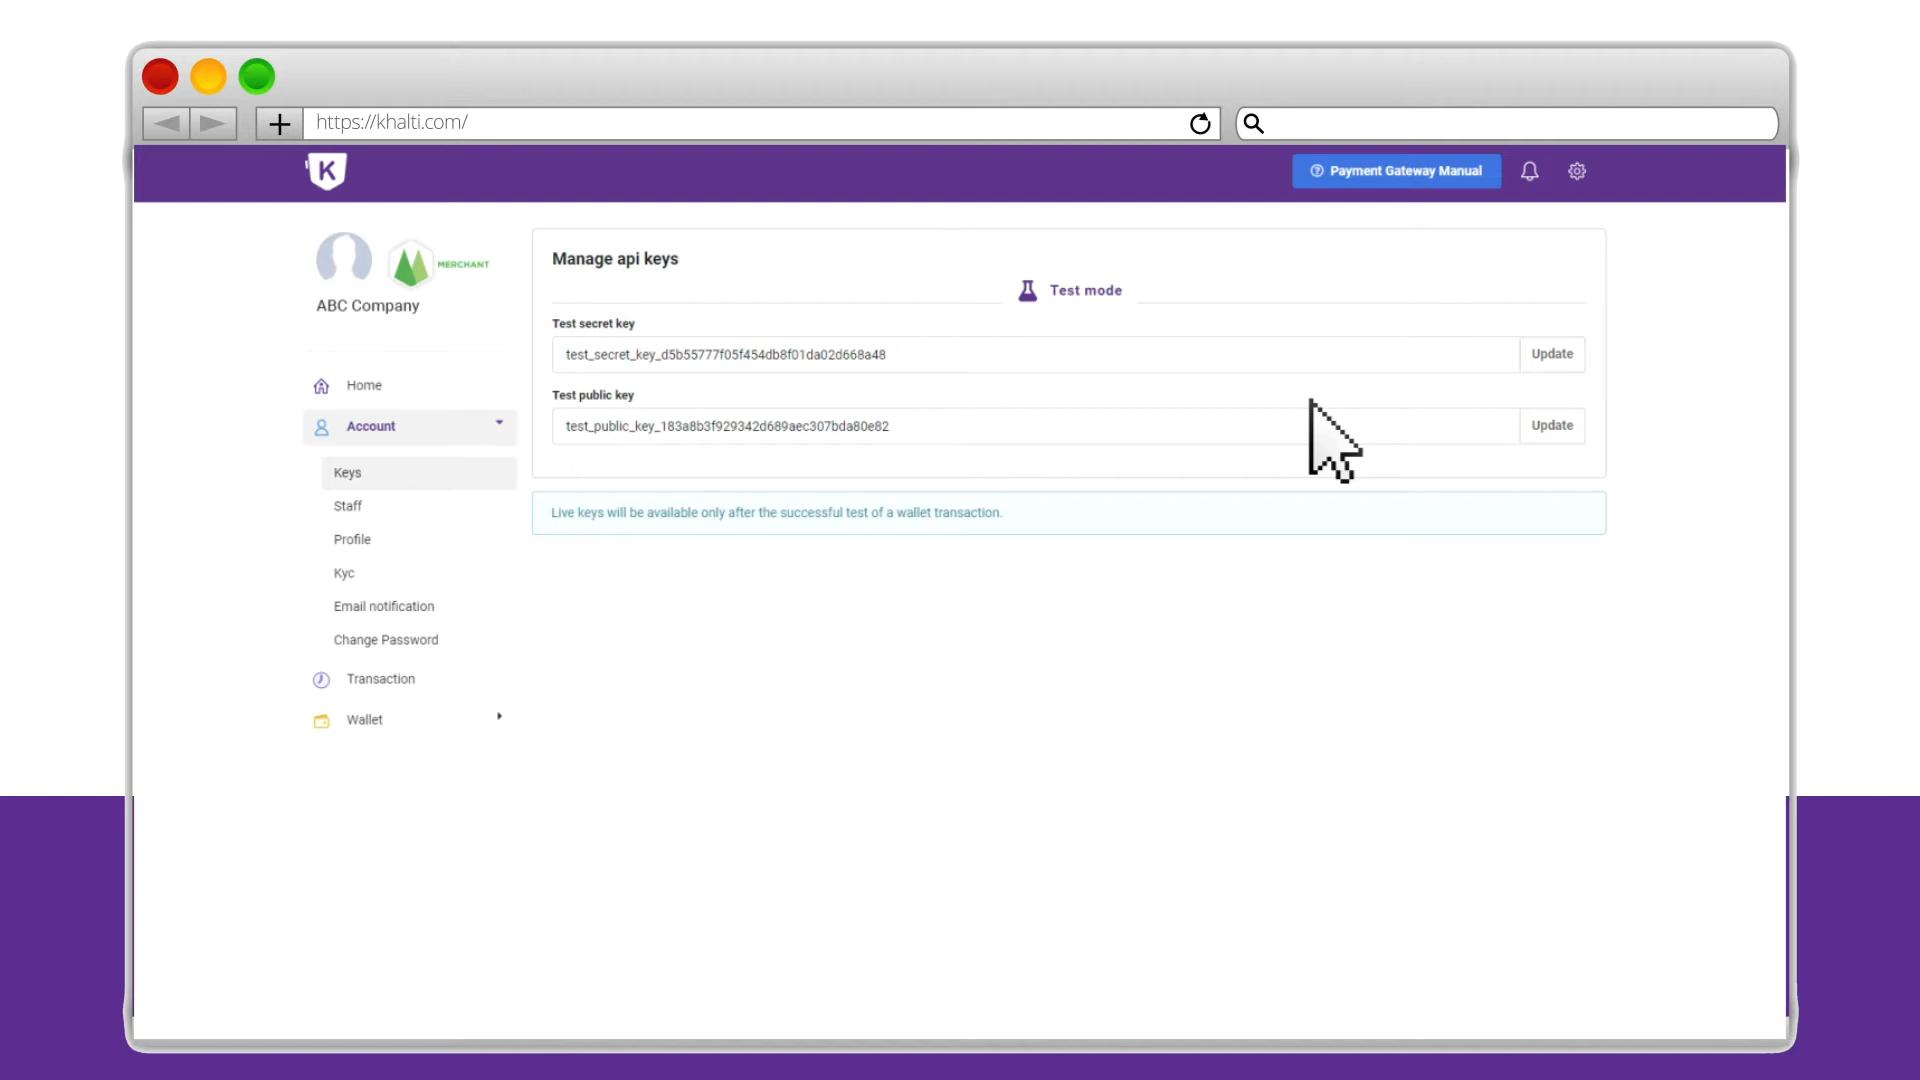 https://khalti.com/
K
Payment Gateway Manual
MERCHANT
ABC Company
Home
Account
Keys
Staff
Profile
Kyc
Email notification
Change Password
Transaction
Wallet
Manage api keys
Test mode
Test secret key
test_secret_key_d5b55777f05f454db8f01da02d668a48
Update
Test public key
test_public_key_183a8b3f929342d689aec307bda80e82
Update
Live keys will be available only after the successful test of a wallet transaction.